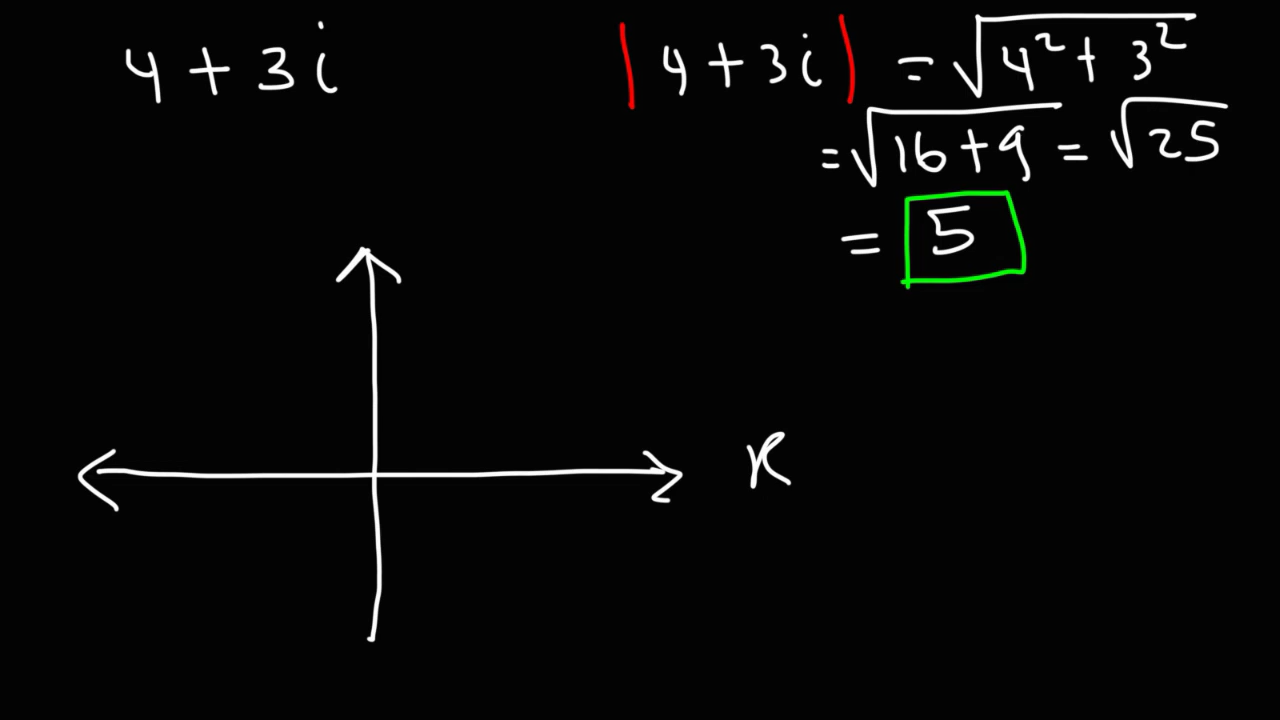 4 + 3i
|4 + 3i| = √(4² + 3²)
= √(16 + 9) = √25
= 5
R